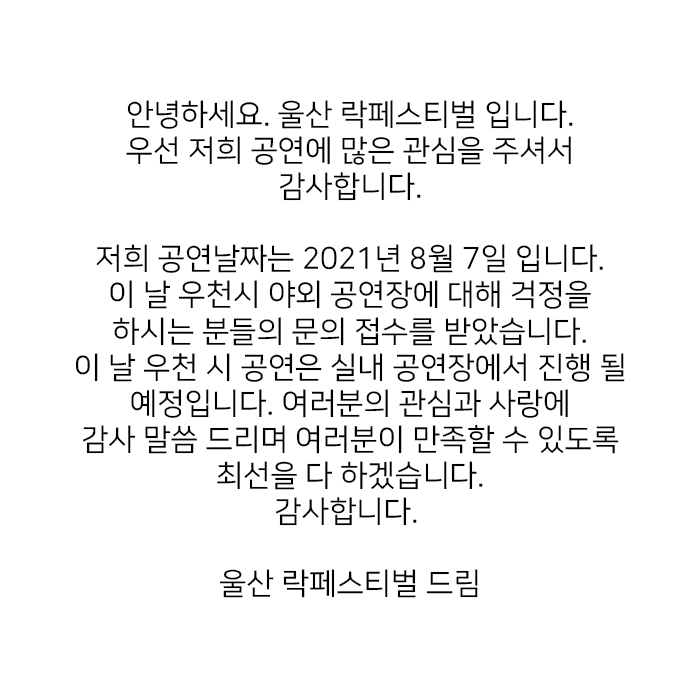 안녕하세요. 울산 락페스티벌 입니다.
우선 저희 공연에 많은 관심을 주셔서
감사합니다.
저희 공연날짜는 2021년 8월 7일 입니다.
이 날 우천시 야외 공연장에 대해 걱정을
하시는 분들의 문의 접수를 받았습니다.
이 날 우천 시 공연은 실내 공연장에서 진행 될
예정입니다. 여러분의 관심과 사랑에
감사 말씀 드리며 여러분이 만족할 수 있도록
최선을 다 하겠습니다.
감사합니다.
울산 락페스티벌 드림